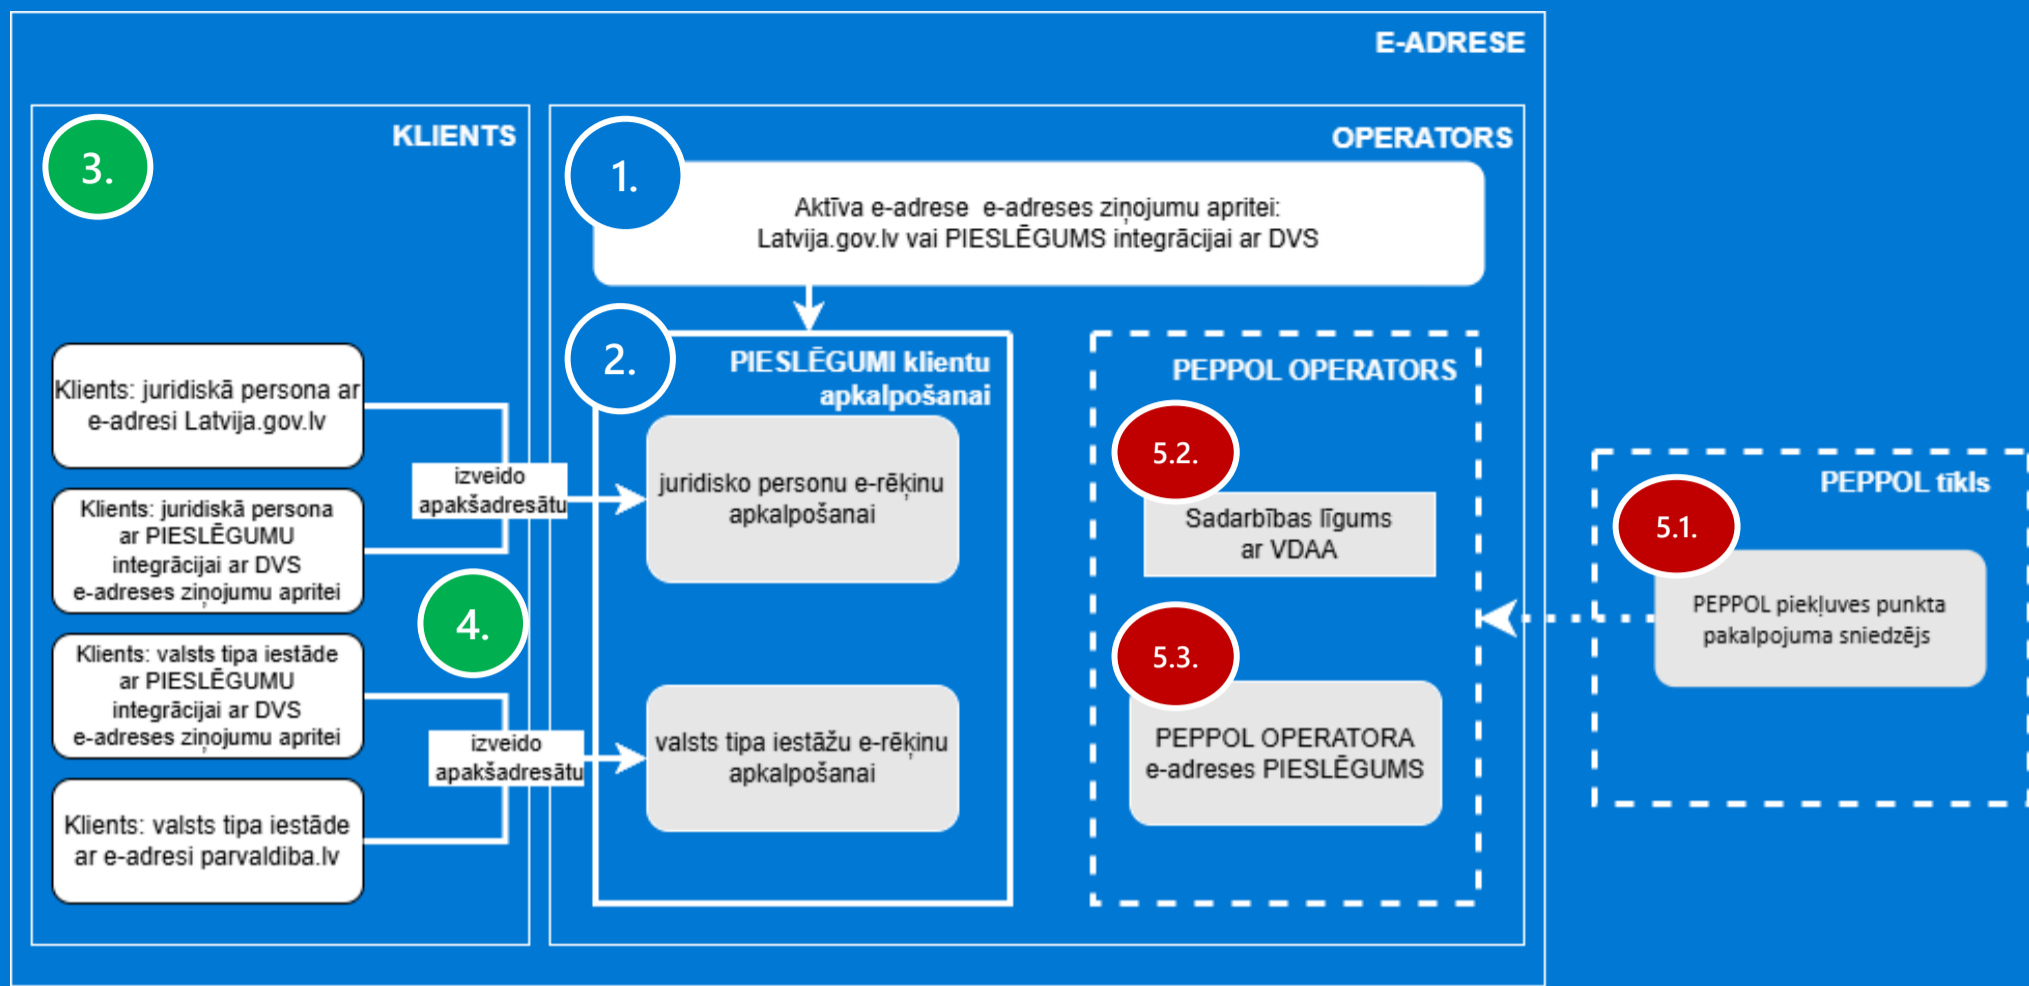 E-ADRESE
KLIENTS
3.
Klients: juridiskā persona ar
e-adresi Latvija.gov.lv
Klients: juridiskā persona
ar PIESLĒGUMU
integrācijai ar DVS
e-adreses ziņojumu apritei
Klients: valsts tipa iestāde
ar PIESLĒGUMU
integrācijai ar DVS
e-adreses ziņojumu apritei
Klients: valsts tipa iestāde
ar e-adresi parvaldiba.lv
izveido
apakšadresātu
4.
izveido
apakšadresātu
OPERATORS
1.
Aktīva e-adrese e-adreses ziņojumu apritei:
Latvija.gov.lv vai PIESLĒGUMS integrācijai ar DVS
2.
PIESLĒGUMI klientu
apkalpošanai
juridisko personu e-rēķinu
apkalpošanai
valsts tipa iestāžu e-rēķinu
apkalpošanai
PEPPOL OPERATORS
5.2.
Sadarbības līgums
ar VDAA
5.3.
PEPPOL OPERATORA
e-adreses PIESLĒGUMS
PEPPOL tīkls
5.1.
PEPPOL piekļuves punkta
pakalpojuma sniedzējs